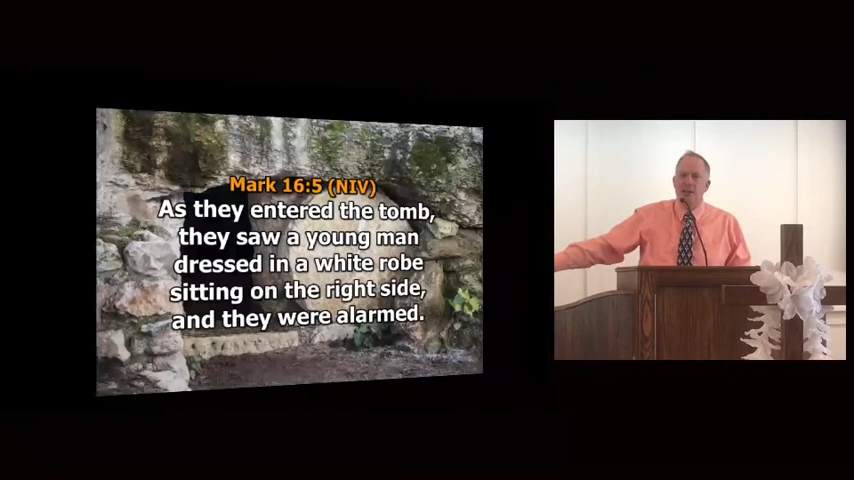 Mark 16:5 (NIV)
As they entered the tomb,
they saw a young man
dressed in a white robe
sitting on the right side,
and they were alarmed.